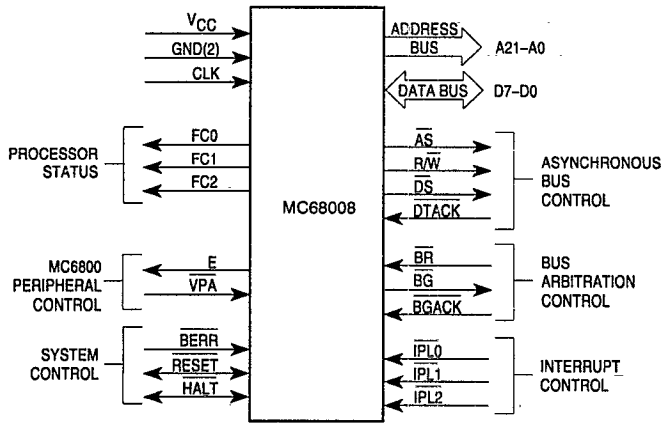 VCC
GND(2)
CLK
PROCESSOR
STATUS
FC0
FC1
FC2
MC6800
PERIPHERAL
CONTROL
E
VPA
SYSTEM
CONTROL
BERR
RESET
HALT
MC68008
ADDRESS
BUS
A21-A0
DATA BUS
D7-D0
AS
R/W
DS
DTACK
ASYNCHRONOUS
BUS
CONTROL
BR
BG
BGACK
BUS
ARBITRATION
CONTROL
IPL0
IPL1
IPL2
INTERRUPT
CONTROL